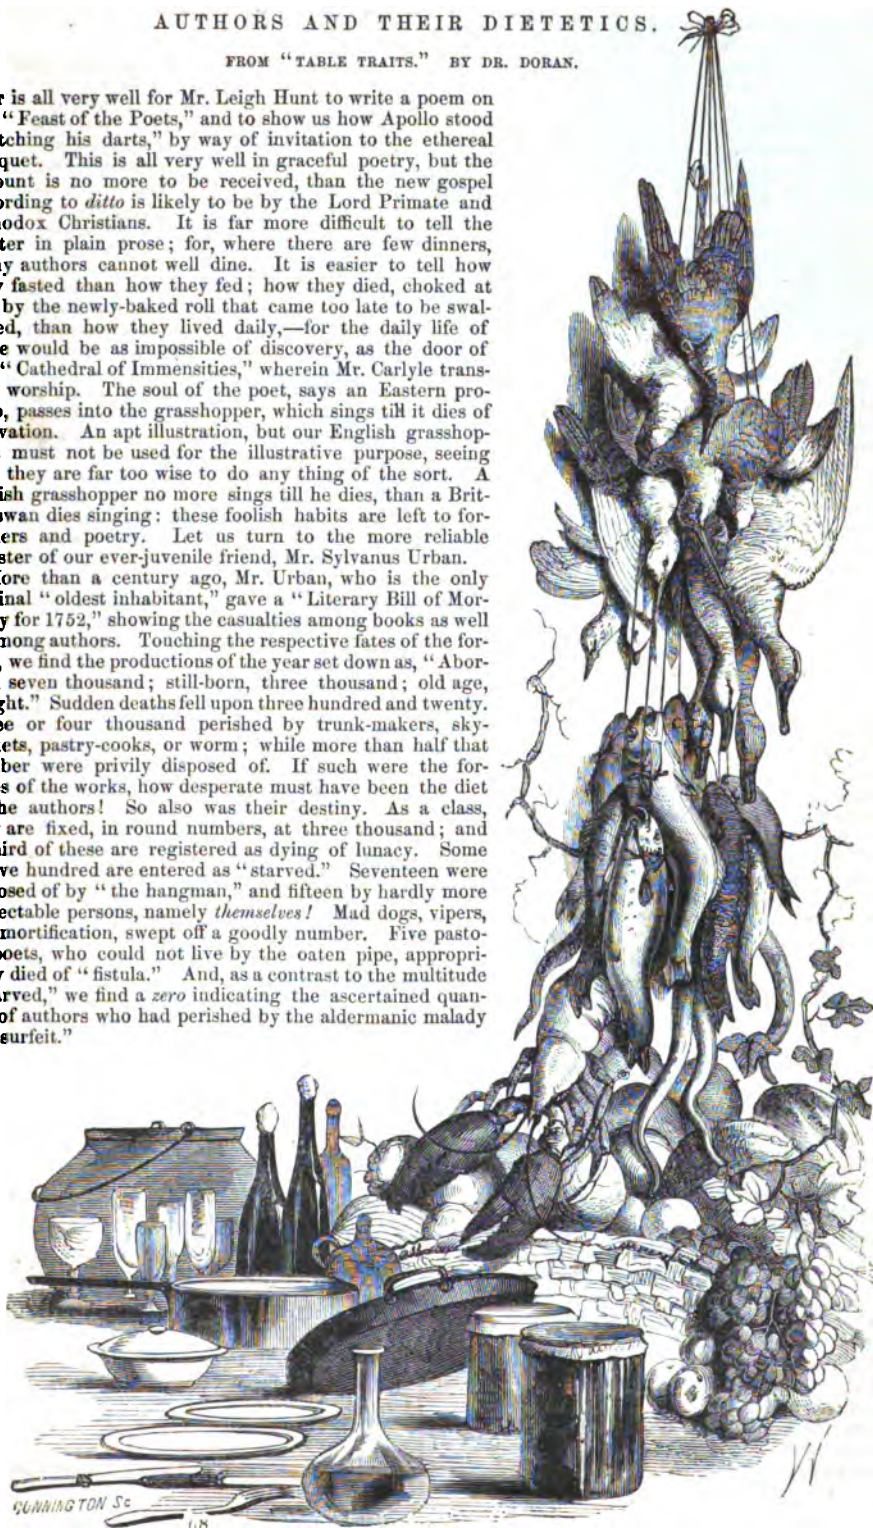 AUTHORS AND THEIR DIETETICS.
FROM "TABLE TRAITS." BY DR. DORAN.
is all very well for Mr. Leigh Hunt to write a poem on
"Feast of the Poets," and to show us how Apollo stood
tching his darts," by way of invitation to the ethereal
quet. This is all very well in graceful poetry, but the
ount is no more to be received, than the new gospel
ording to ditto is likely to be by the Lord Primate and
odox Christians. It is far more difficult to tell the
ter in plain prose; for, where there are few dinners,
y authors cannot well dine. It is easier to tell how
y fasted than how they fed; how they died, choked at
by the newly-baked roll that came too late to be swal-
ed, than how they lived daily,—for the daily life of
e would be as impossible of discovery, as the door of
"Cathedral of Immensities," wherein Mr. Carlyle trans-
worship. The soul of the poet, says an Eastern pro-
, passes into the grasshopper, which sings till it dies of
vation. An apt illustration, but our English grasshop-
must not be used for the illustrative purpose, seeing
they are far too wise to do any thing of the sort. A
ish grasshopper no more sings till he dies, than a Brit-
swan dies singing: these foolish habits are left to for-
ers and poetry. Let us turn to the more reliable
ster of our ever-juvenile friend, Mr. Sylvanus Urban.
ore than a century ago, Mr. Urban, who is the only
inal "oldest inhabitant," gave a "Literary Bill of Mor-
y for 1752," showing the casualties among books as well
mong authors. Touching the respective fates of the for-
, we find the productions of the year set down as, "Abor-
seven thousand; still-born, three thousand; old age,
ght." Sudden deaths fell upon three hundred and twenty.
e or four thousand perished by trunk-makers, sky-
ets, pastry-cooks, or worm; while more than half that
ber were privily disposed of. If such were the for-
s of the works, how desperate must have been the diet
he authors! So also was their destiny. As a class,
are fixed, in round numbers, at three thousand; and
ird of these are registered as dying of lunacy. Some
ve hundred are entered as "starved." Seventeen were
osed of by "the hangman," and fifteen by hardly more
ectable persons, namely themselves! Mad dogs, vipers,
mortification, swept off a goodly number. Five pasto-
poets, who could not live by the oaten pipe, appropri-
y died of "fistula." And, as a contrast to the multitude
arved," we find a zero indicating the ascertained quan-
of authors who had perished by the aldermanic malady
surfeit."
CUNNINGTON Sc